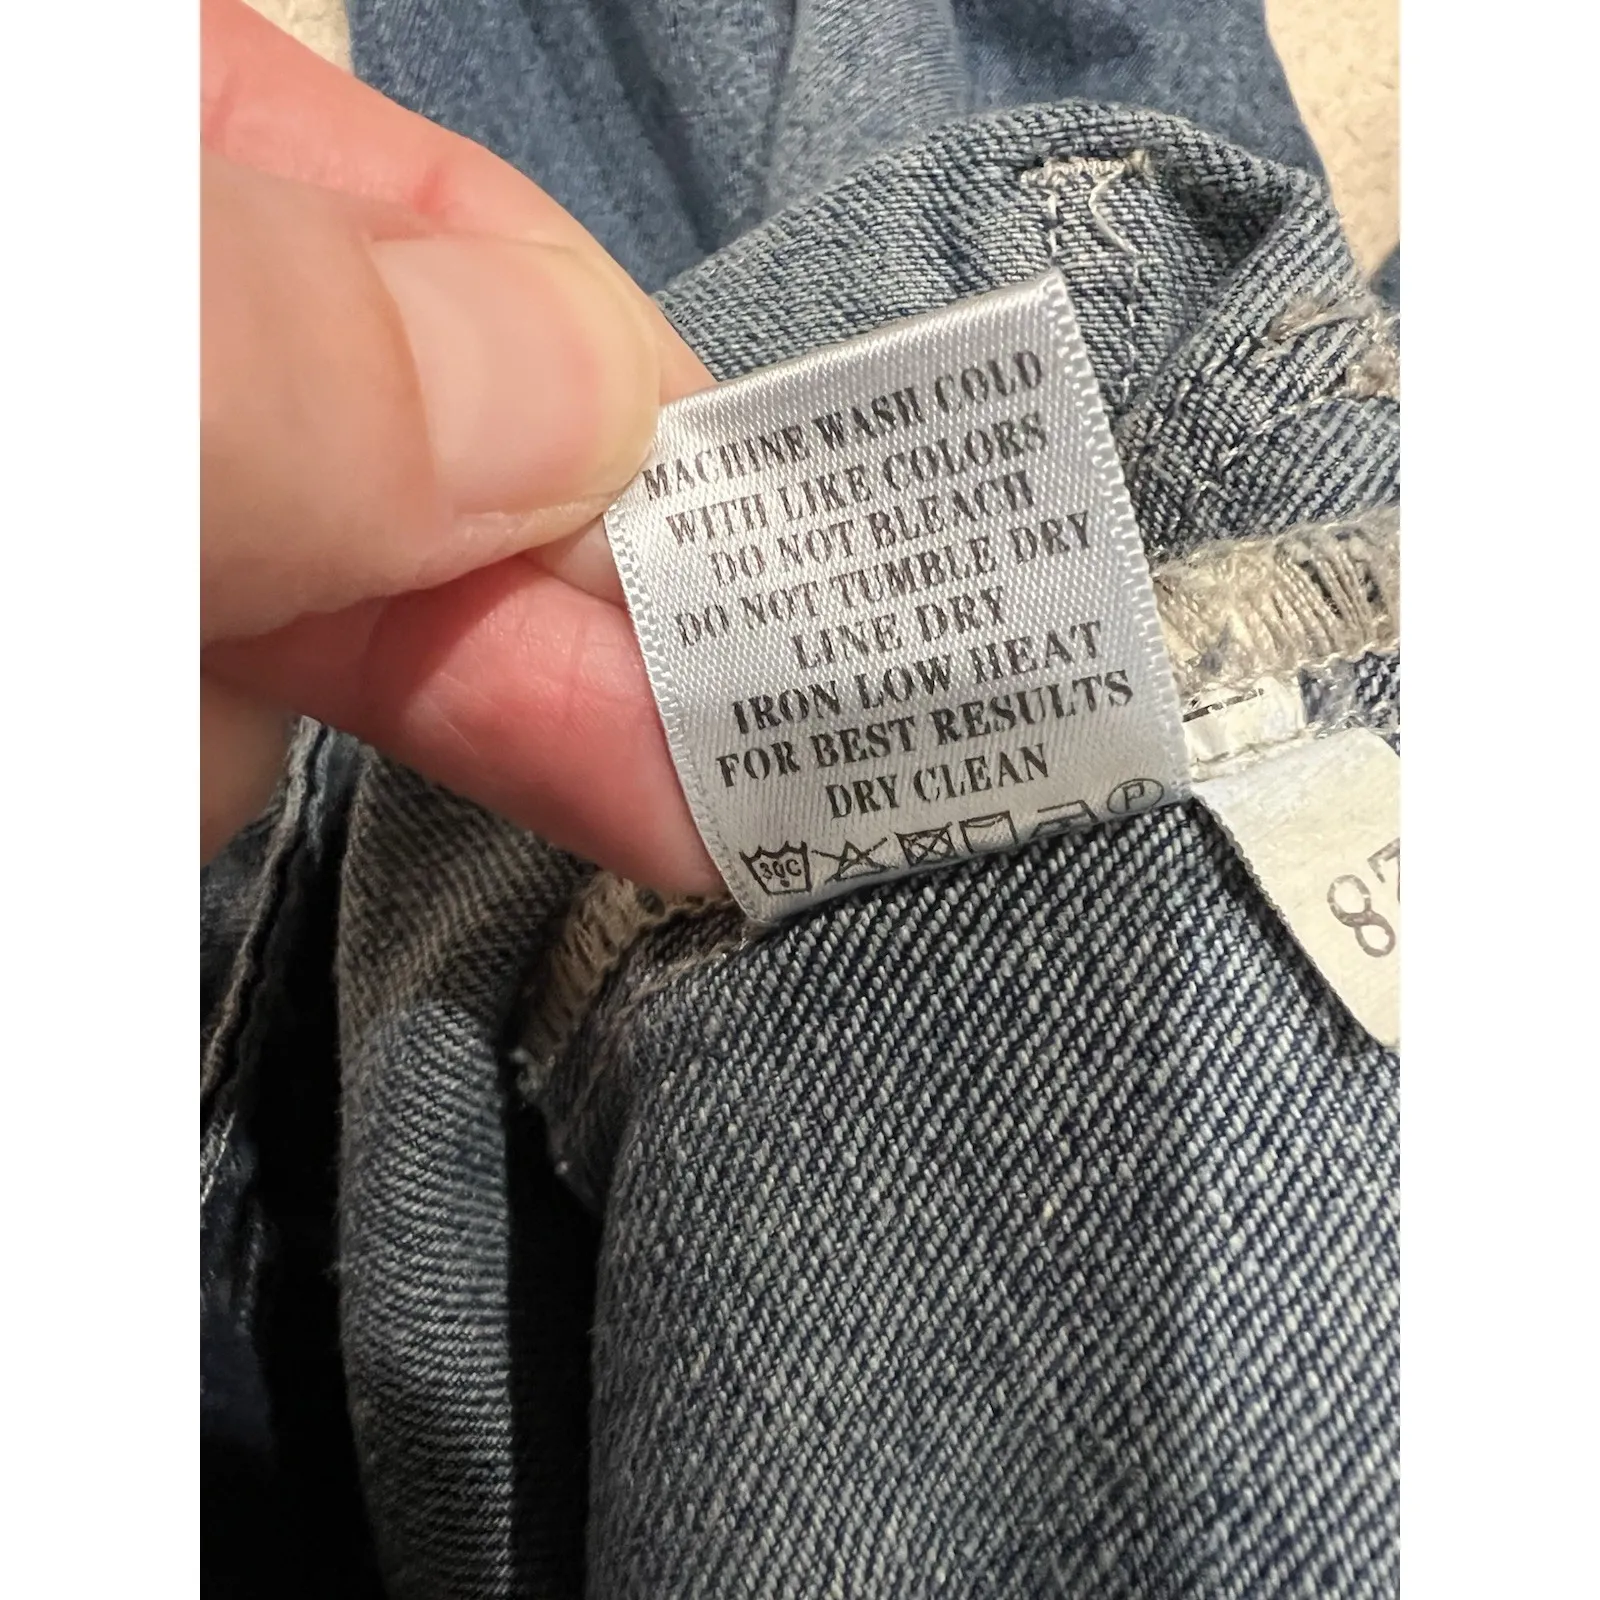 MACHINE WASH COLD
WITH LIKE COLORS
DO NOT BLEACH
DO NOT TUMBLE DRY
LINE DRY
IRON LOW HEAT
FOR BEST RESULTS
DRY CLEAN
30C
P